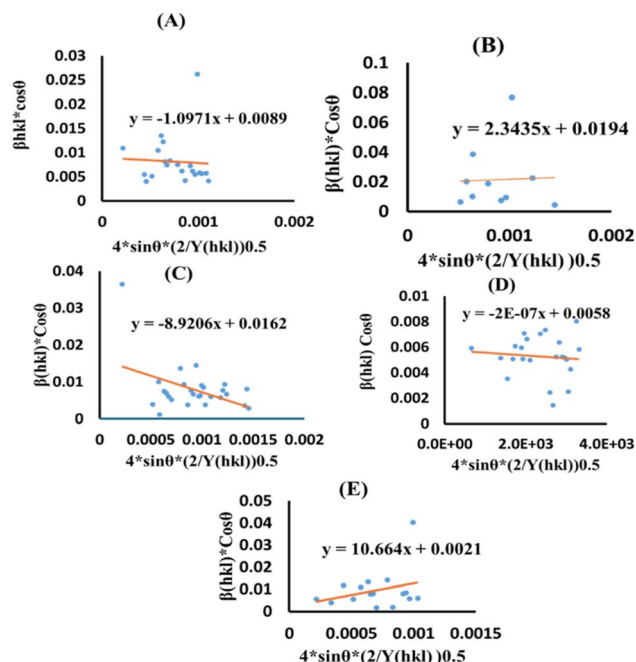 (A)
βhkl*cosθ
0.03
0.025
0.02
0.015
0.01
0.005
0
y = -1.0971x + 0.0089
0 0.001 0.002
4*sinθ*(2/Y(hkl))0.5
(B)
β(hkl)*Cosθ
0.1
0.08
0.06
0.04
0.02
0
y = 2.3435x + 0.0194
0 0.001 0.002
4*sinθ*(2/Y(hkl) )0.5
(C)
β(hkl)*Cosθ
0.04
0.03
0.02
0.01
0
y = -8.9206x + 0.0162
0 0.0005 0.001 0.0015 0.002
4*sinθ*(2/Y(hkl))0.5
(D)
β(hkl) Cosθ
0.01
0.008
0.006
0.004
0.002
0
y = -2E-07x + 0.0058
0.0E+0 2.0E+03 4.0E+03
4*sinθ*(2/Y(hkl))0.5
(E)
β(hkl)*Cosθ
0.05
0.04
0.03
0.02
0.01
0
y = 10.664x + 0.0021
0 0.0005 0.001 0.0015
4*sinθ*(2/Y(hkl) )0.5